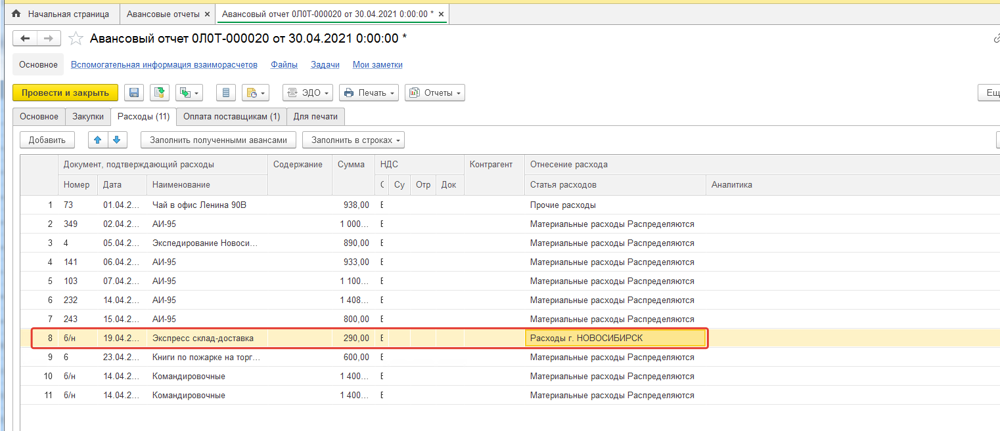 Начальная страница Авансовые отчеты × Авансовый отчет 0Л0Т-000020 от 30.04.2021 0:00:00 * ×
Авансовый отчет 0Л0Т-000020 от 30.04.2021 0:00:00 *
Основное Вспомогательная информация взаиморасчетов Файлы Задачи Мои заметки
Провести и закрыть ЭДО Печать Отчеты Ещ
Основное Закупки Расходы (11) Оплата поставщикам (1) Для печати
Добавить Заполнить полученными авансами Заполнить в строках
Документ, подтверждающий расходы Содержание Сумма НДС Контрагент Отнесение расхода
Номер Дата Наименование С Су Отр Док Статья расходов Аналитика
1 73 01.04.2... Чай в офис Ленина 90В 938,00 Прочие расходы
2 349 02.04.2... АИ-95 1 000... Материальные расходы Распределяются
3 4 05.04.2... Экспедирование Новоси... 890,00 Материальные расходы Распределяются
4 141 06.04.2... АИ-95 933,00 Материальные расходы Распределяются
5 103 07.04.2... АИ-95 1 100... Материальные расходы Распределяются
6 232 14.04.2... АИ-95 1 408... Материальные расходы Распределяются
7 243 15.04.2... АИ-95 800,00 Материальные расходы Распределяются
8 б/н 19.04.2... Экспресс склад-доставка 290,00 Расходы г. НОВОСИБИРСК
9 6 23.04.2... Книги по пожарке на торг... 600,00 Материальные расходы Распределяются
10 б/н 14.04.2... Командировочные 1 400... Материальные расходы Распределяются
11 б/н 14.04.2... Командировочные 1 400... Материальные расходы Распределяются